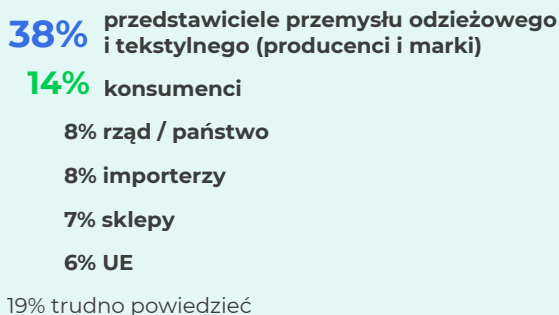 38% przedstawiciele przemysłu odzieżowego
i tekstylnego (producenci i marki)
14% konsumenci
8% rząd / państwo
8% importerzy
7% sklepy
6% UE
19% trudno powiedzieć